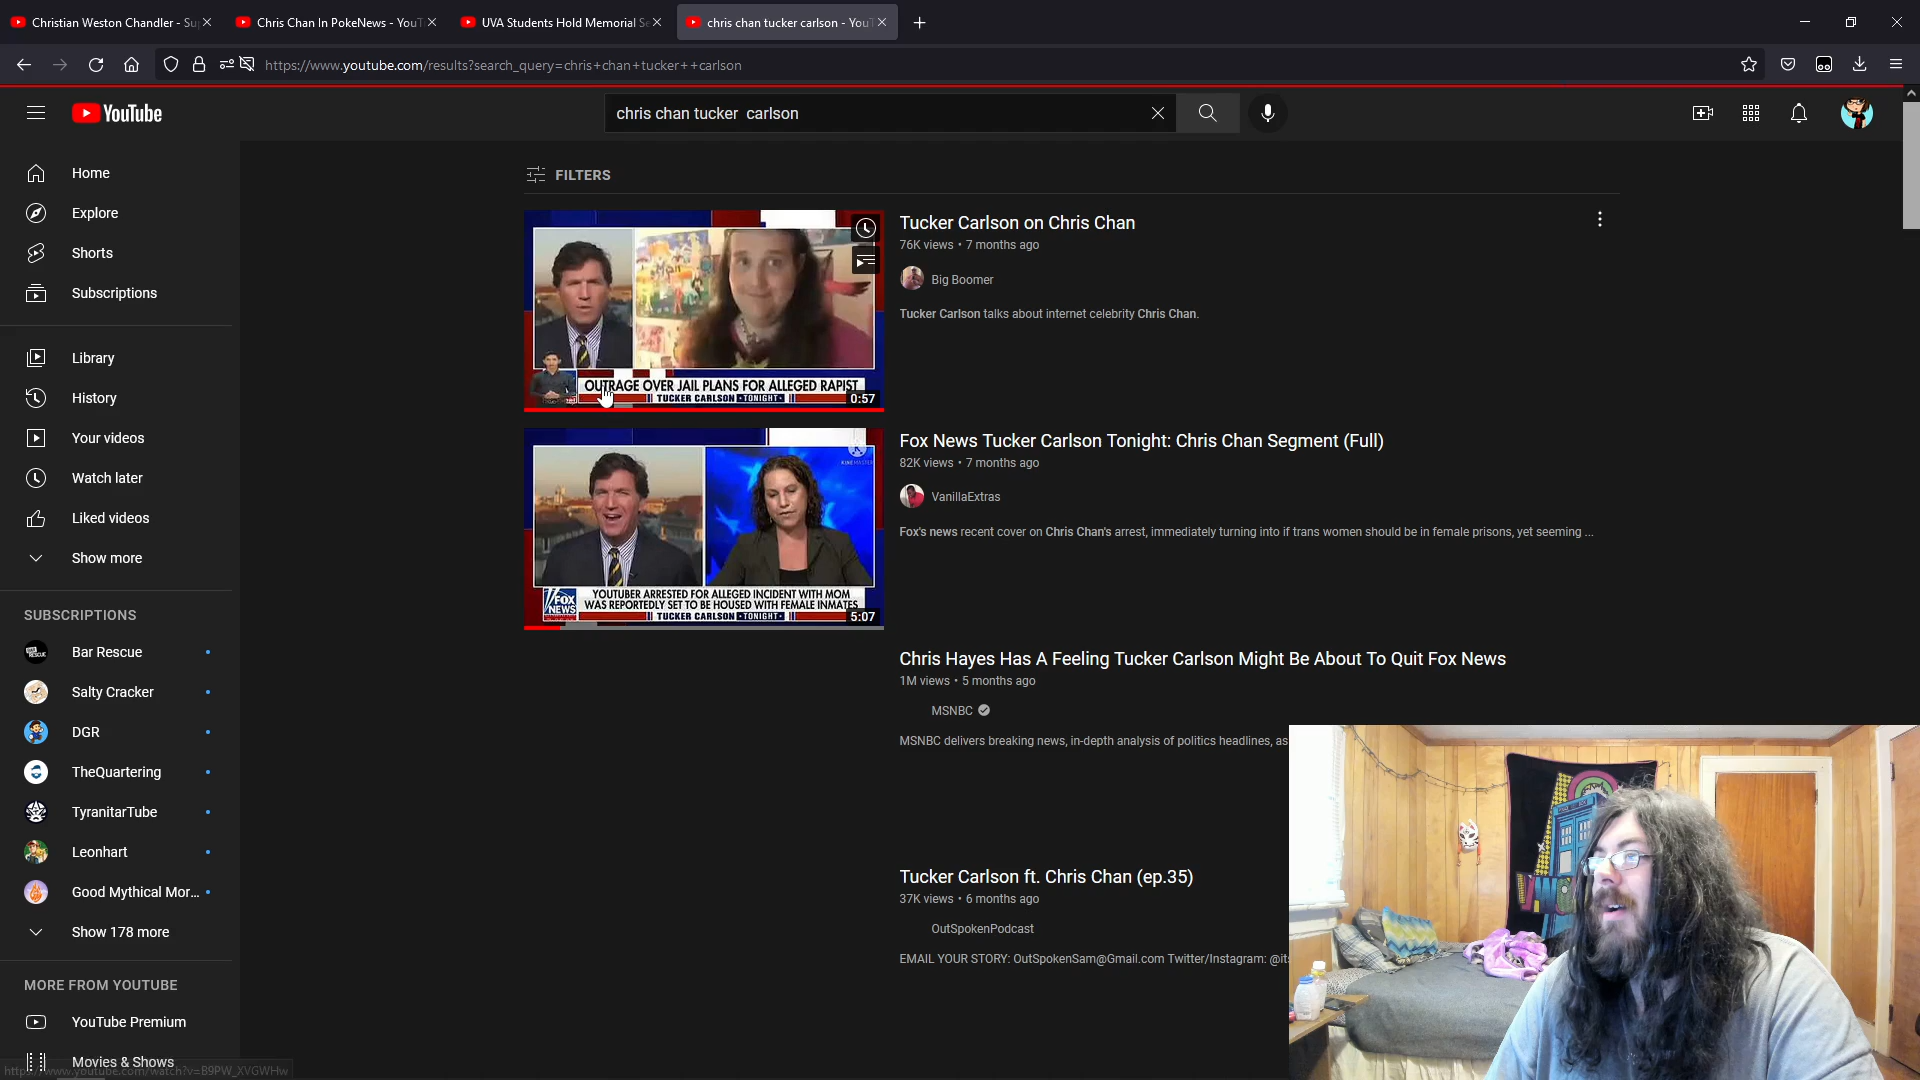 Christian Weston Chandler - Su
Chris Chan In PokeNews - YouT
UVA Students Hold Memorial Se
chris chan tucker carlson - YouT
https://www.youtube.com/results?search_query=chris+chan+tucker++carlson
YouTube
chris chan tucker  carlson
Home
Explore
Shorts
Subscriptions
Library
History
Your videos
Watch later
Liked videos
Show more
SUBSCRIPTIONS
Bar Rescue
Salty Cracker
DGR
TheQuartering
TyranitarTube
Leonhart
Good Mythical Mor...
Show 178 more
MORE FROM YOUTUBE
YouTube Premium
Movies & Shows
https://www.youtube.com/watch?v=B9PW_XVGWHw
FILTERS
OUTRAGE OVER JAIL PLANS FOR ALLEGED RAPIST
TUCKER CARLSON •TONIGHT•
0:57
Tucker Carlson on Chris Chan
76K views • 7 months ago
Big Boomer
Tucker Carlson talks about internet celebrity Chris Chan.
KINEMASTER
FOX
NEWS
YOUTUBER ARRESTED FOR ALLEGED INCIDENT WITH MOM
WAS REPORTEDLY SET TO BE HOUSED WITH FEMALE INMATES
TUCKER CARLSON •TONIGHT•
5:07
Fox News Tucker Carlson Tonight: Chris Chan Segment (Full)
82K views • 7 months ago
VanillaExtras
Fox's news recent cover on Chris Chan's arrest, immediately turning into if trans women should be in female prisons, yet seeming ...
Chris Hayes Has A Feeling Tucker Carlson Might Be About To Quit Fox News
1M views • 5 months ago
MSNBC
MSNBC delivers breaking news, in-depth analysis of politics headlines, as
Tucker Carlson ft. Chris Chan (ep.35)
37K views • 6 months ago
OutSpokenPodcast
EMAIL YOUR STORY: OutSpokenSam@Gmail.com Twitter/Instagram: @its